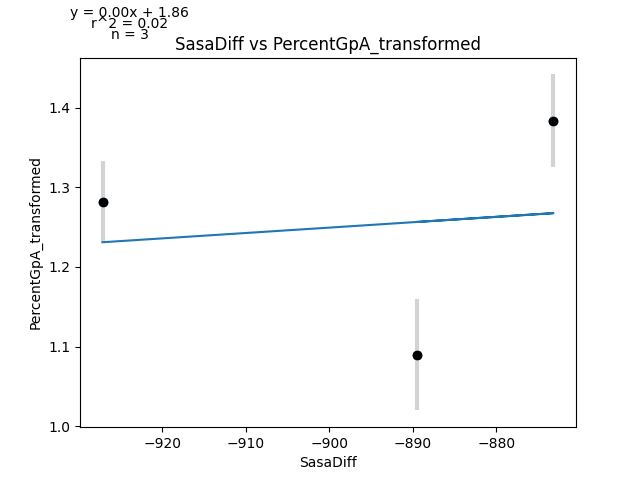 y = 0.00x + 1.86
r^2 = 0.02
n = 3
SasaDiff vs PercentGpA_transformed
1.4
1.3
1.2
1.1
1.0
PercentGpA_transformed
−920
−910
−900
−890
−880
SasaDiff